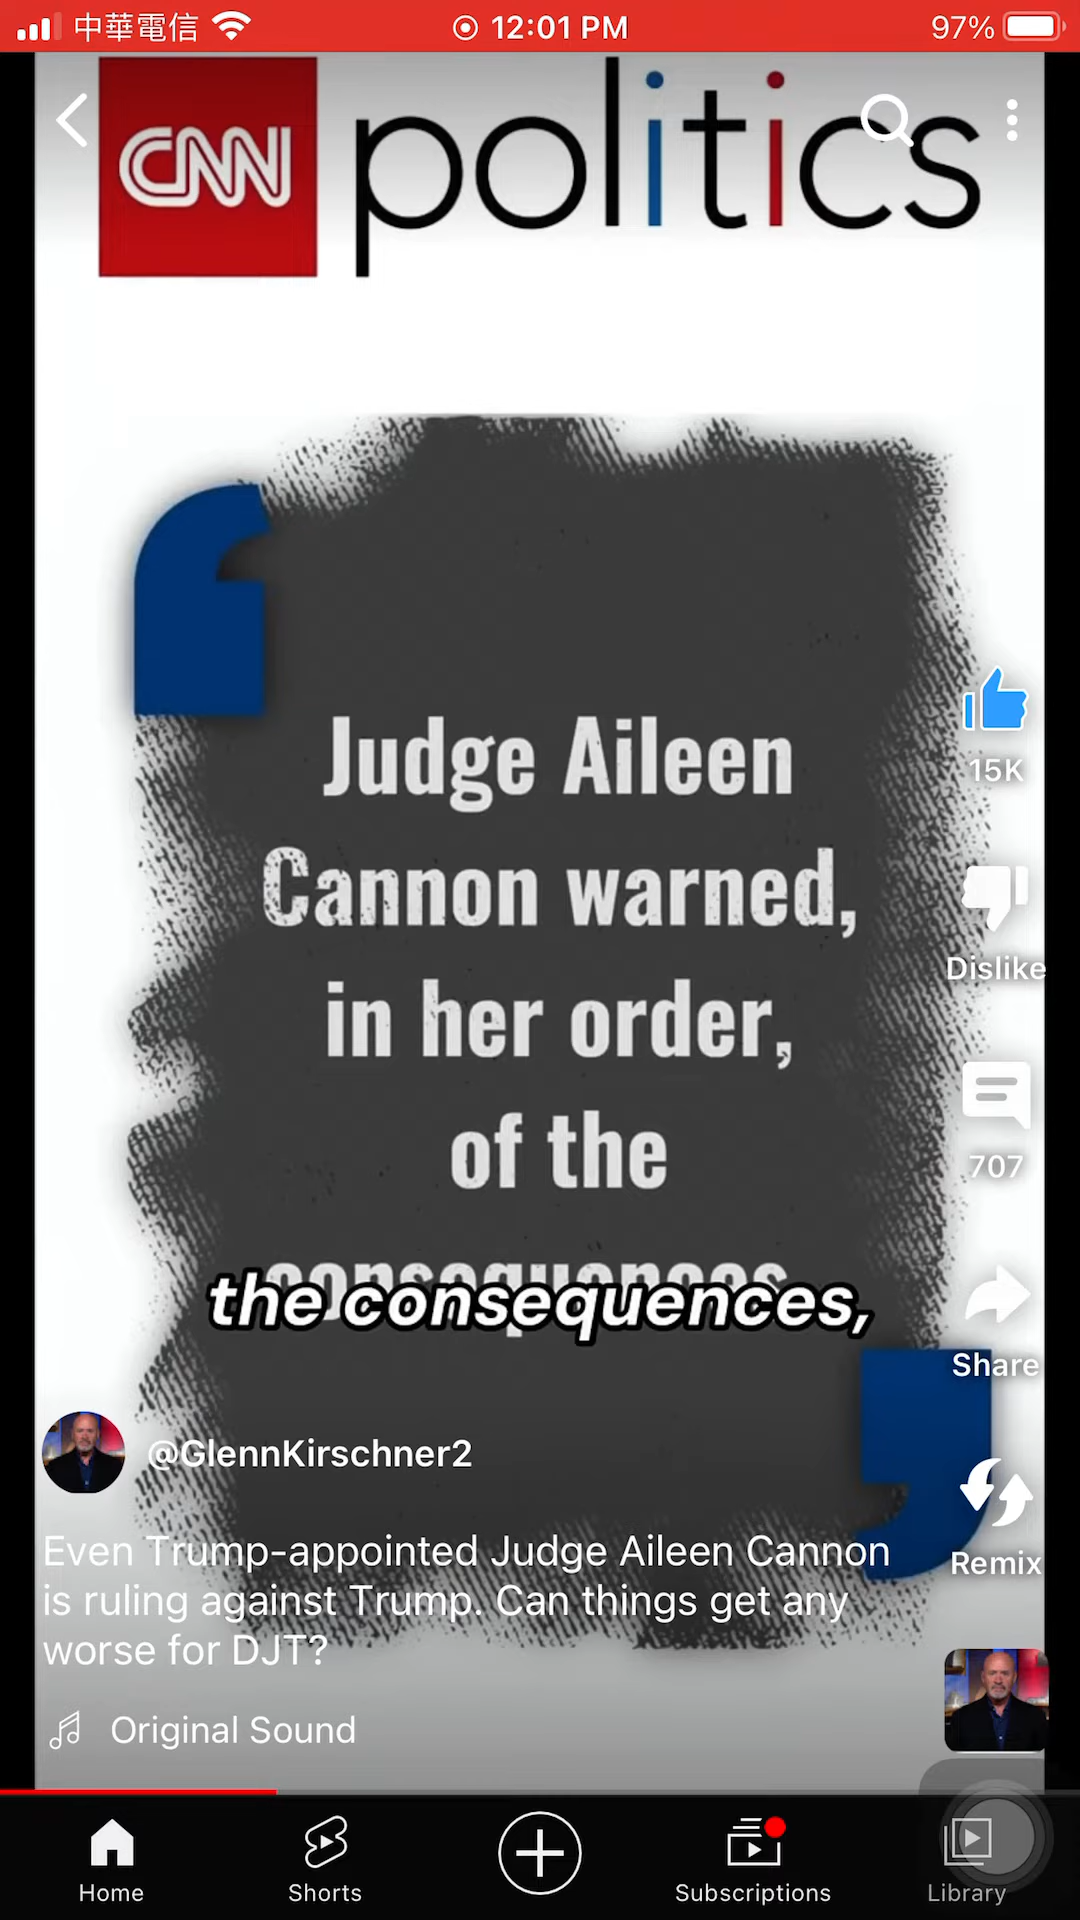 中華電信
12:01 PM
97%
CNN politics
Judge Aileen
Cannon warned,
in her order,
of the
consequences
the consequences,
15K
Dislike
707
Share
Remix
@GlennKirschner2
Even Trump-appointed Judge Aileen Cannon
is ruling against Trump. Can things get any
worse for DJT?
Original Sound
Home
Shorts
Subscriptions
Library